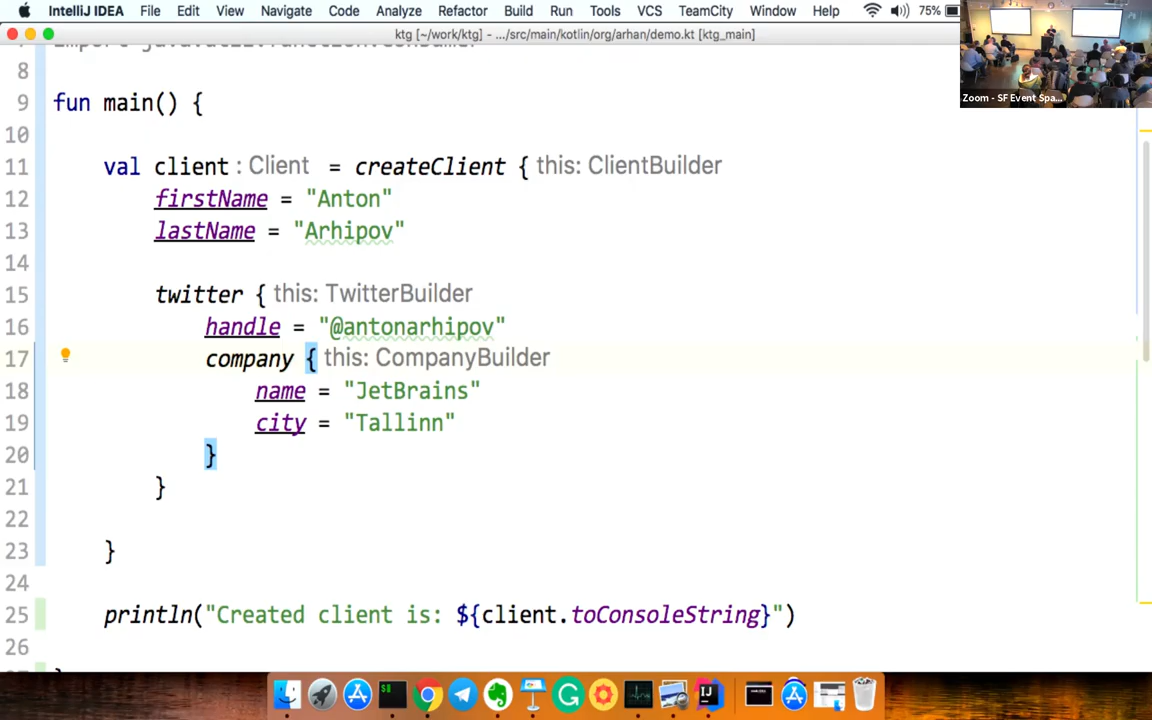 IntelliJ IDEA File Edit View Navigate Code Analyze Refactor Build Run Tools VCS TeamCity Window Help 75%
ktg [~/work/ktg] - .../src/main/kotlin/org/arhan/demo.kt [ktg_main]
Zoom - SF Event Spa...
8
9 fun main() {
10
11 val client : Client = createClient { this: ClientBuilder
12 firstName = "Anton"
13 lastName = "Arhipov"
14
15 twitter { this: TwitterBuilder
16 handle = "@antonarhipov"
17 company { this: CompanyBuilder
18 name = "JetBrains"
19 city = "Tallinn"
20 }
21 }
22
23 }
24
25 println("Created client is: ${client.toConsoleString}")
26